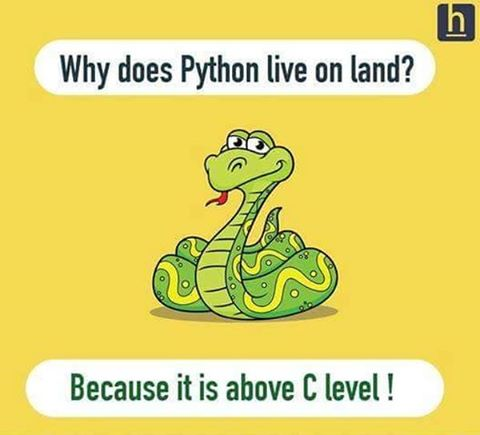 h
Why does Python live on land?
Because it is above C level !